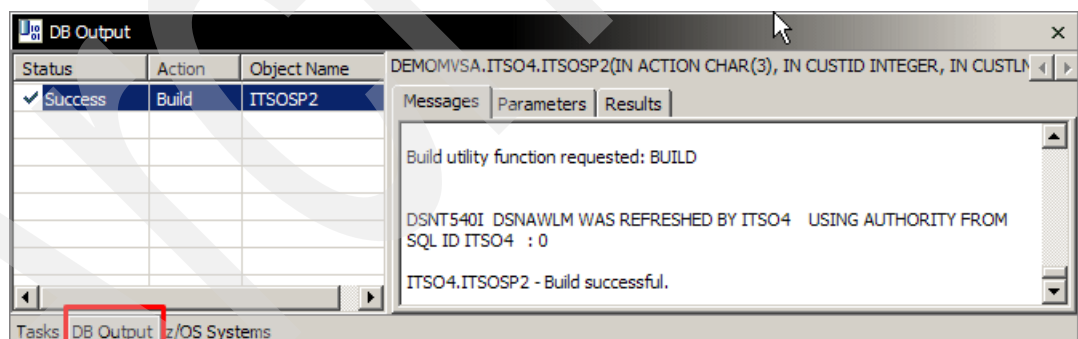 DB Output
Status Action Object Name
Success Build ITSOSP2
DEMOMVSA.ITSO4.ITSOSP2(IN ACTION CHAR(3), IN CUSTID INTEGER, IN CUSTLN
Messages Parameters Results
Build utility function requested: BUILD
DSNT540I DSNAWLM WAS REFRESHED BY ITSO4 USING AUTHORITY FROM
SQL ID ITSO4 : 0
ITSO4.ITSOSP2 - Build successful.
Tasks DB Output z/OS Systems